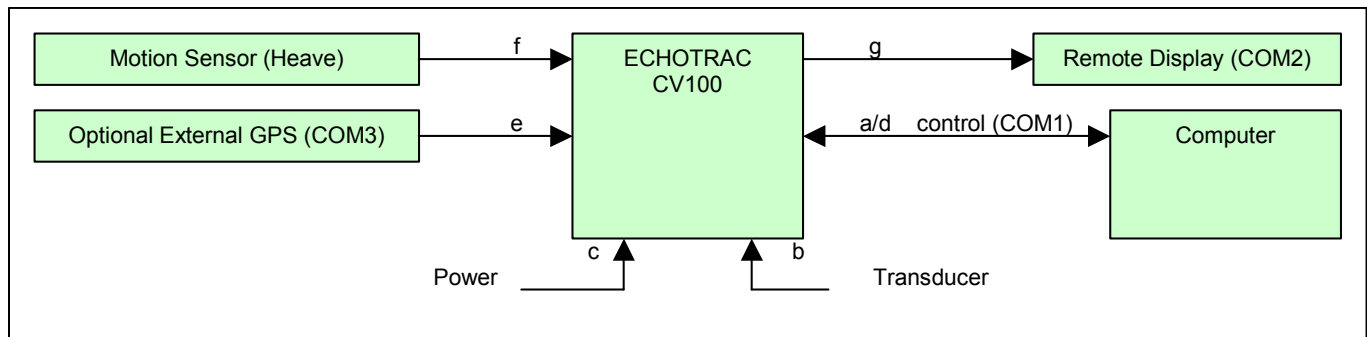 Motion Sensor (Heave)
f
ECHOTRAC
CV100
g
Remote Display (COM2)
Optional External GPS (COM3)
e
a/d control (COM1)
Computer
c
b
Power
Transducer